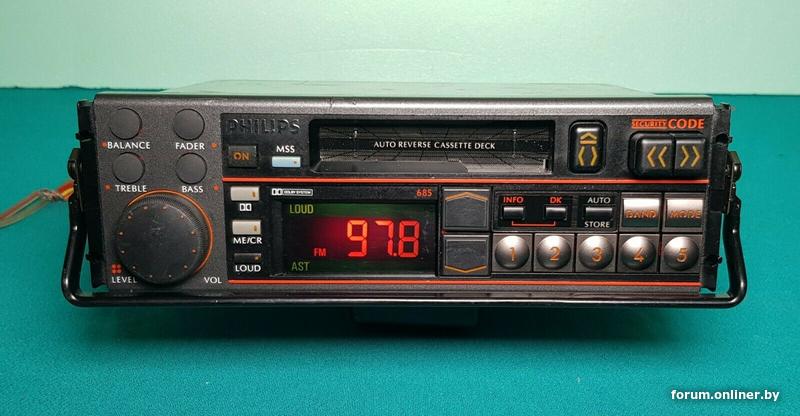 PHILIPS
SECURITY CODE
BALANCE
FADER
ON
MSS
AUTO REVERSE CASSETTE DECK
TREBLE
BASS
DOLBY SYSTEM
685
INFO
DK
AUTO
STORE
BAND
MODE
LOUD
ME/CR
FM
97.8
LOUD
AST
1 2 3 4 5
LEVEL
VOL
forum.onliner.by